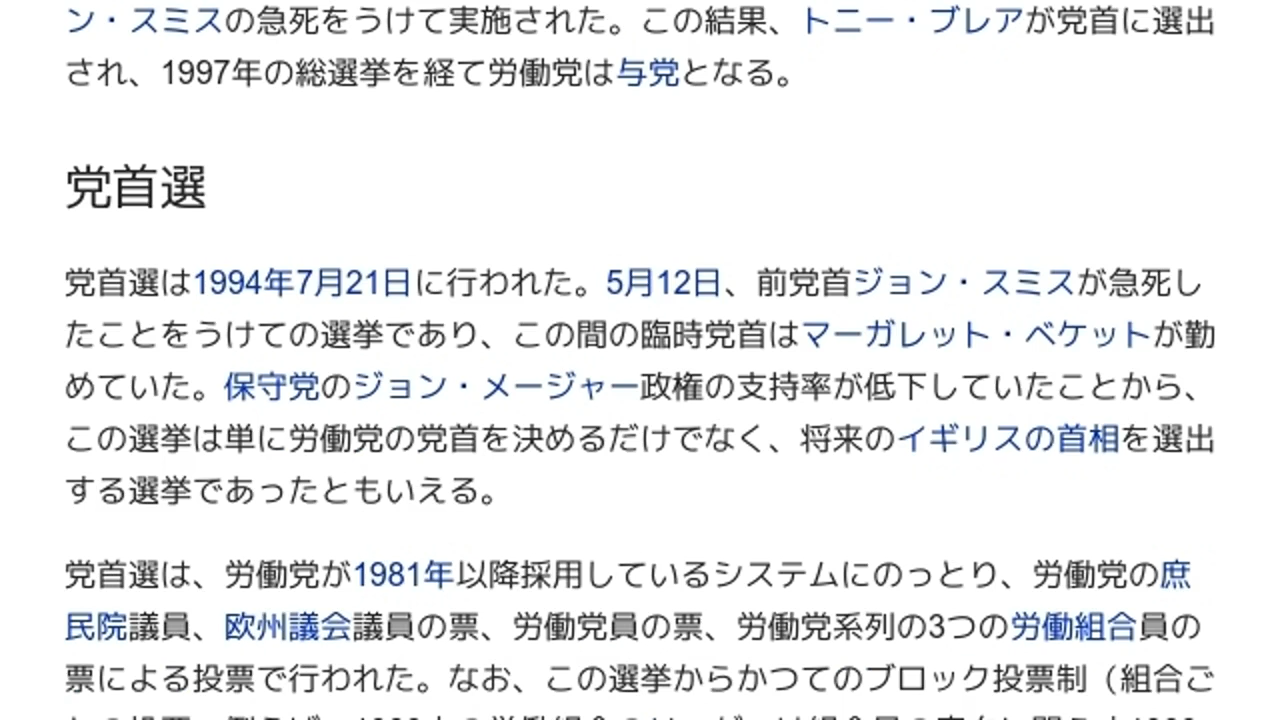 ン・スミスの急死をうけて実施された。この結果、トニー・ブレアが党首に選出
され、1997年の総選挙を経て労働党は与党となる。
党首選
党首選は1994年7月21日に行われた。5月12日、前党首ジョン・スミスが急死し
たことをうけての選挙であり、この間の臨時党首はマーガレット・ベケットが勤
めていた。保守党のジョン・メージャー政権の支持率が低下していたことから、
この選挙は単に労働党の党首を決めるだけでなく、将来のイギリスの首相を選出
する選挙であったともいえる。
党首選は、労働党が1981年以降採用しているシステムにのっとり、労働党の庶
民院議員、欧州議会議員の票、労働党員の票、労働党系列の3つの労働組合員の
票による投票で行われた。なお、この選挙からかつてのブロック投票制（組合ご